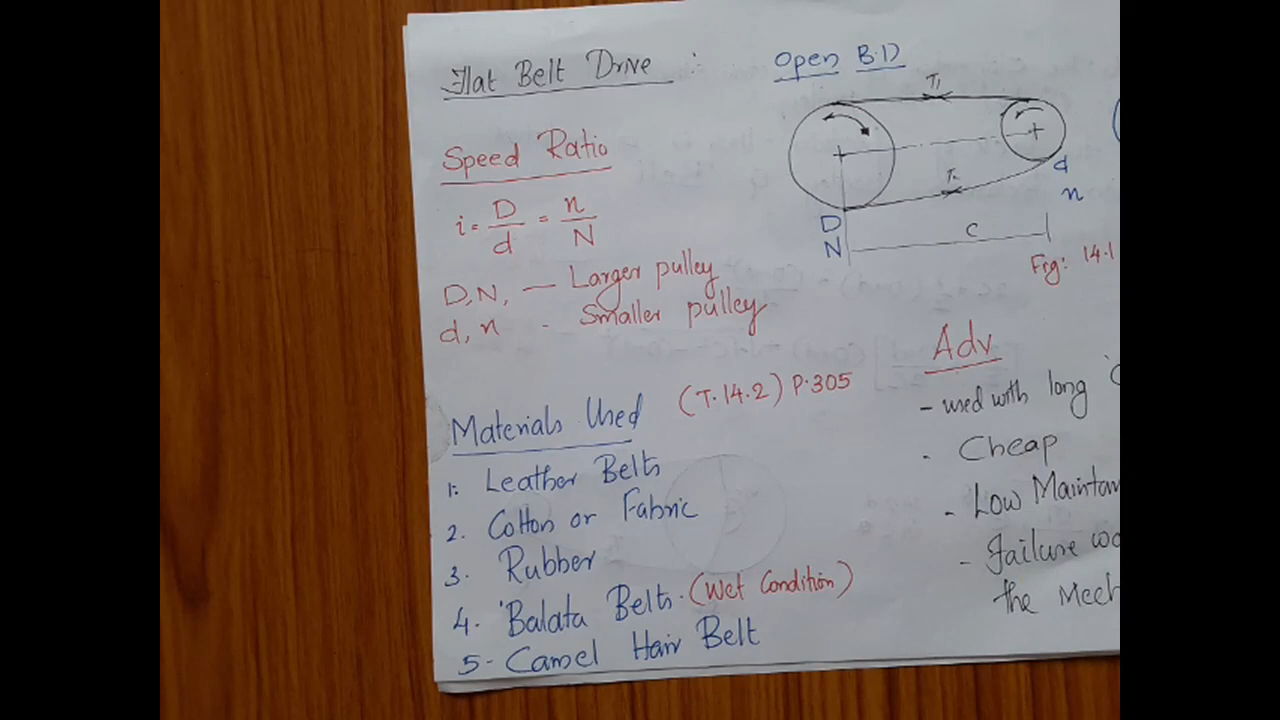 Flat Belt Drive :
Speed Ratio
i = D/d = n/N
D, N, — Larger pulley
d, n - Smaller pulley
Materials Used (T.14.2) P.305
1. Leather Belts
2. Cotton or Fabric
3. Rubber
4. Balata Belts. (Wet Condition)
5- Camel Hair Belt
Open B.D
T1
T2
d
n
D
N
C
Fig: 14.1
Adv
- used with long
- Cheap
- Low Maintan
- Failure wo
the Mech